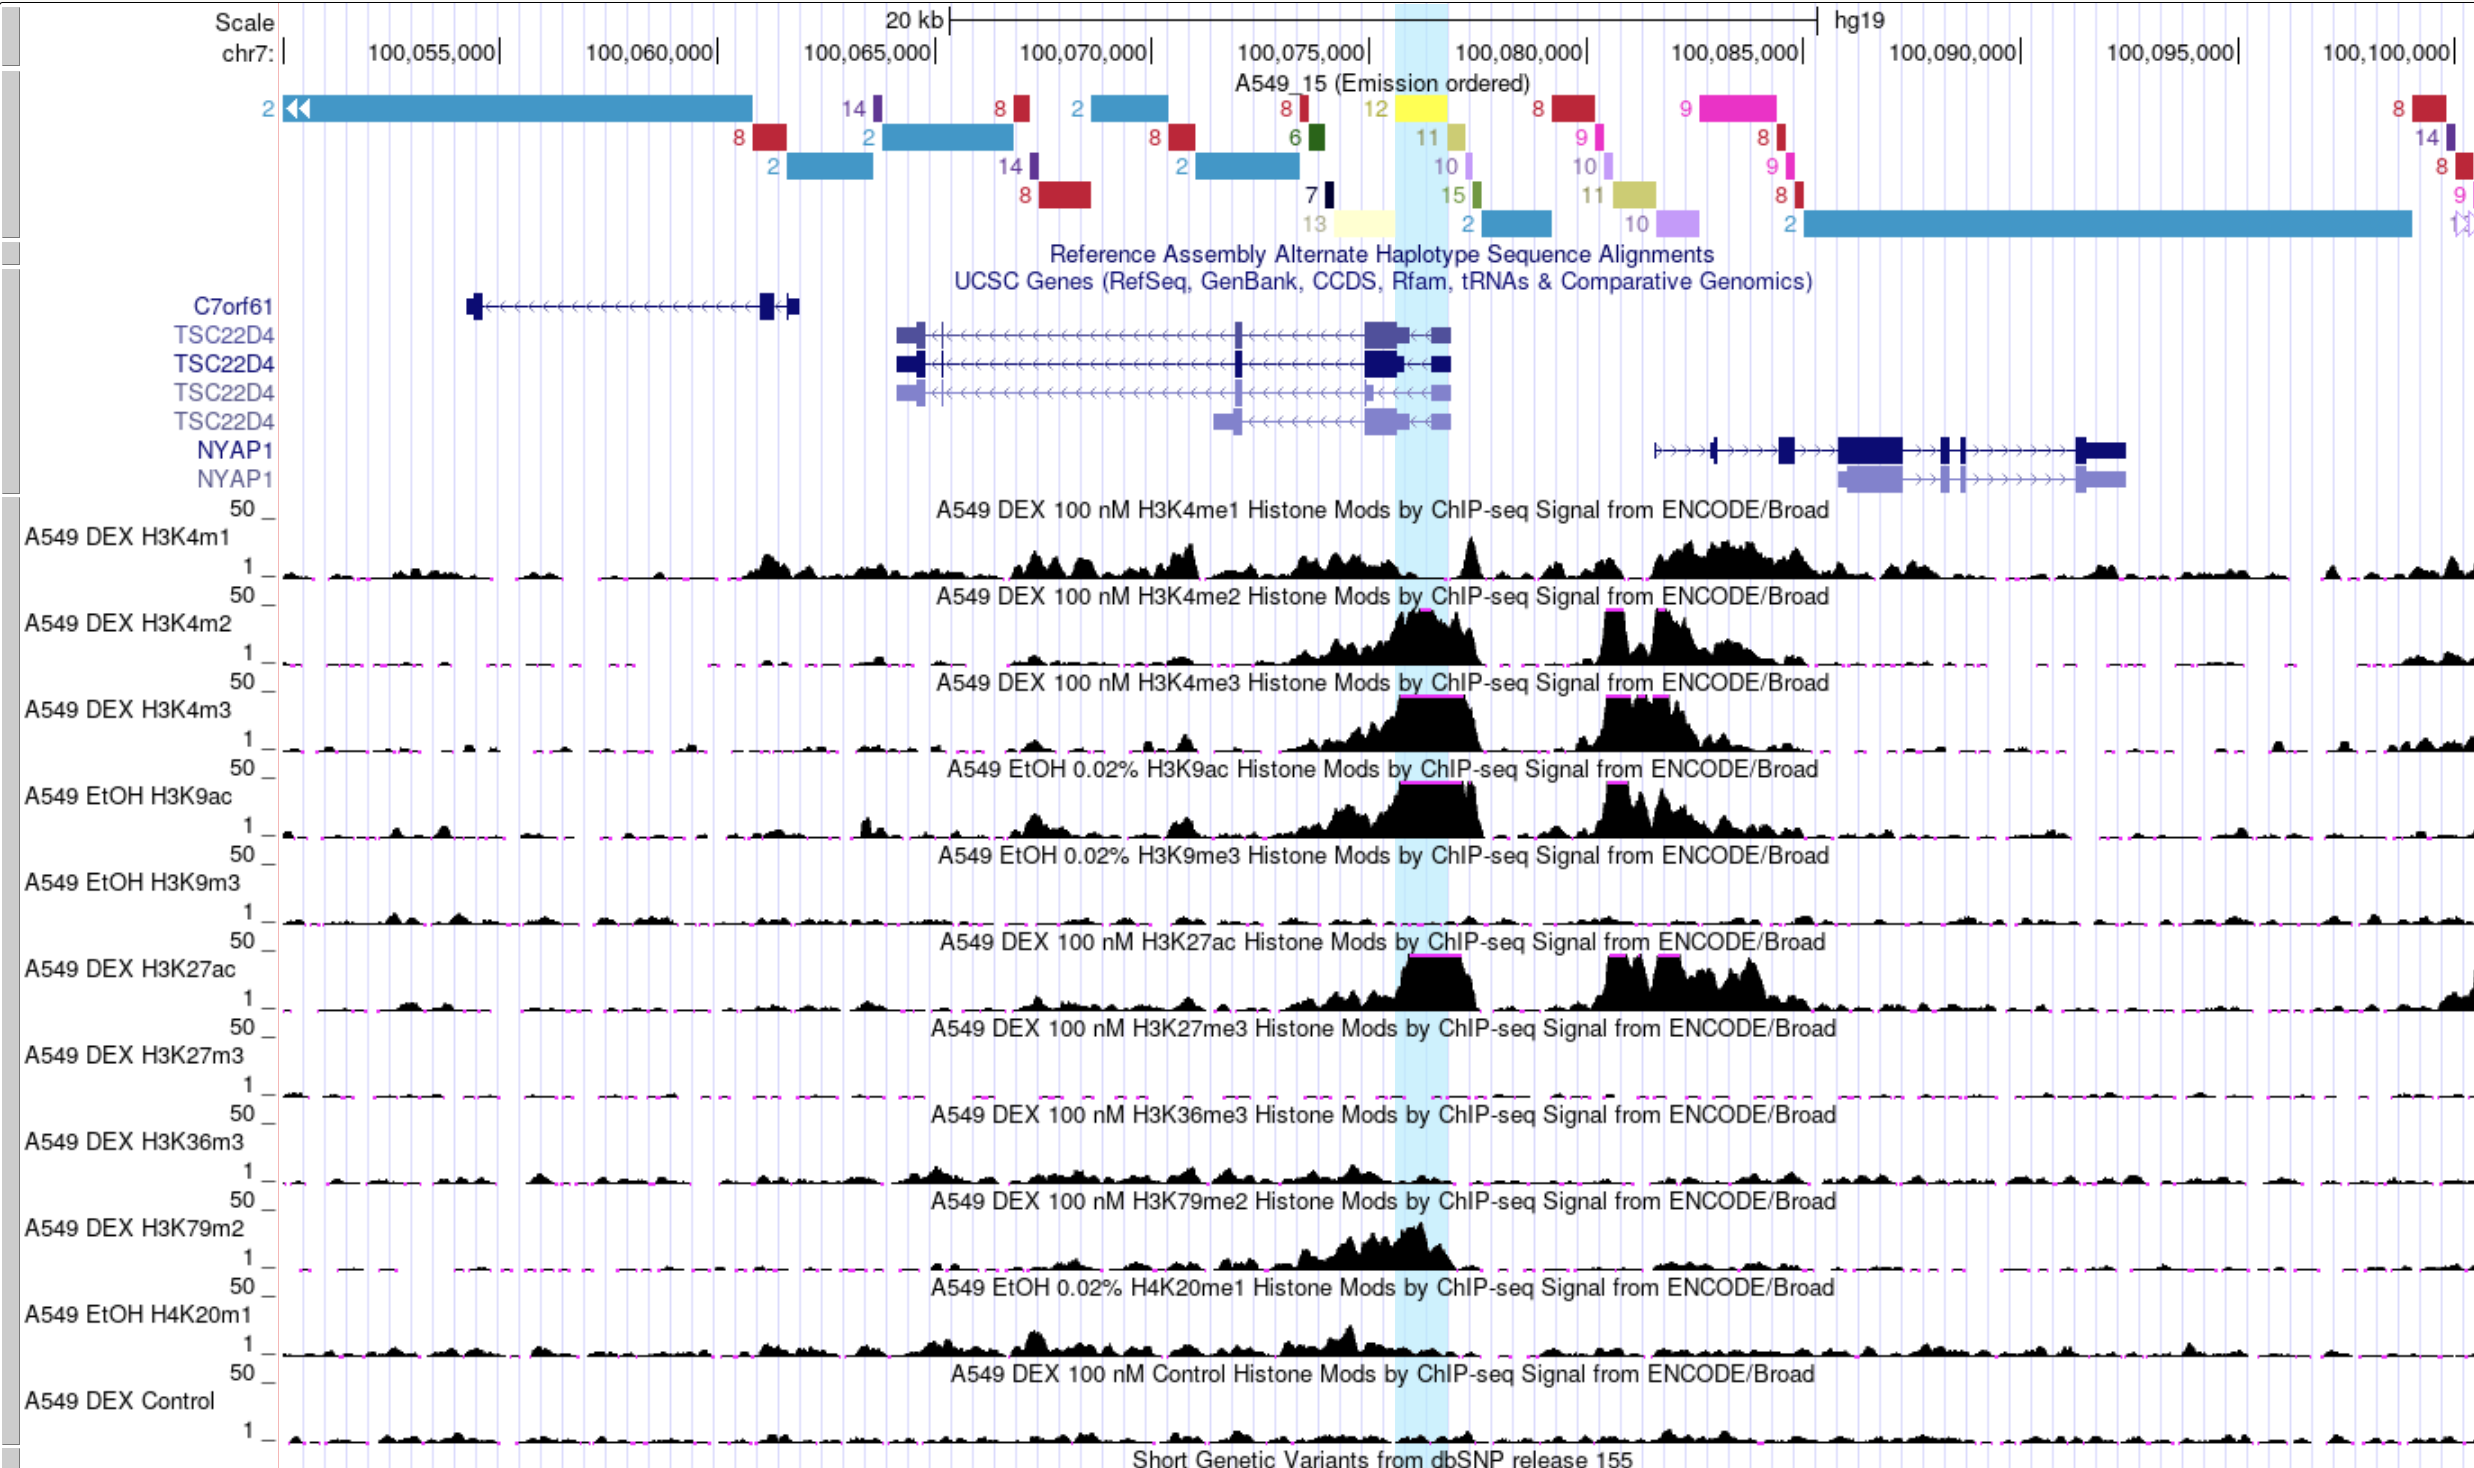 Scale 20 kb hg19
chr7: 100,055,000 100,060,000 100,065,000 100,070,000 100,075,000 100,080,000 100,085,000 100,090,000 100,095,000 100,100,000
A549_15 (Emission ordered)
2 14 8 2 8 12 8 9 8
8 2 8 6 11 9 8 14
2 14 2 10 10 9 8
8 7 15 11 8 9
13 2 10 2
Reference Assembly Alternate Haplotype Sequence Alignments
UCSC Genes (RefSeq, GenBank, CCDS, Rfam, tRNAs & Comparative Genomics)
C7orf61
TSC22D4
TSC22D4
TSC22D4
TSC22D4
NYAP1
NYAP1
50 A549 DEX 100 nM H3K4me1 Histone Mods by ChIP-seq Signal from ENCODE/Broad
A549 DEX H3K4m1
1
50 A549 DEX 100 nM H3K4me2 Histone Mods by ChIP-seq Signal from ENCODE/Broad
A549 DEX H3K4m2
1
50 A549 DEX 100 nM H3K4me3 Histone Mods by ChIP-seq Signal from ENCODE/Broad
A549 DEX H3K4m3
1
50 A549 EtOH 0.02% H3K9ac Histone Mods by ChIP-seq Signal from ENCODE/Broad
A549 EtOH H3K9ac
1
50 A549 EtOH 0.02% H3K9me3 Histone Mods by ChIP-seq Signal from ENCODE/Broad
A549 EtOH H3K9m3
1
50 A549 DEX 100 nM H3K27ac Histone Mods by ChIP-seq Signal from ENCODE/Broad
A549 DEX H3K27ac
1
50 A549 DEX 100 nM H3K27me3 Histone Mods by ChIP-seq Signal from ENCODE/Broad
A549 DEX H3K27m3
1
50 A549 DEX 100 nM H3K36me3 Histone Mods by ChIP-seq Signal from ENCODE/Broad
A549 DEX H3K36m3
1
50 A549 DEX 100 nM H3K79me2 Histone Mods by ChIP-seq Signal from ENCODE/Broad
A549 DEX H3K79m2
1
50 A549 EtOH 0.02% H4K20me1 Histone Mods by ChIP-seq Signal from ENCODE/Broad
A549 EtOH H4K20m1
1
50 A549 DEX 100 nM Control Histone Mods by ChIP-seq Signal from ENCODE/Broad
A549 DEX Control
1
Short Genetic Variants from dbSNP release 155